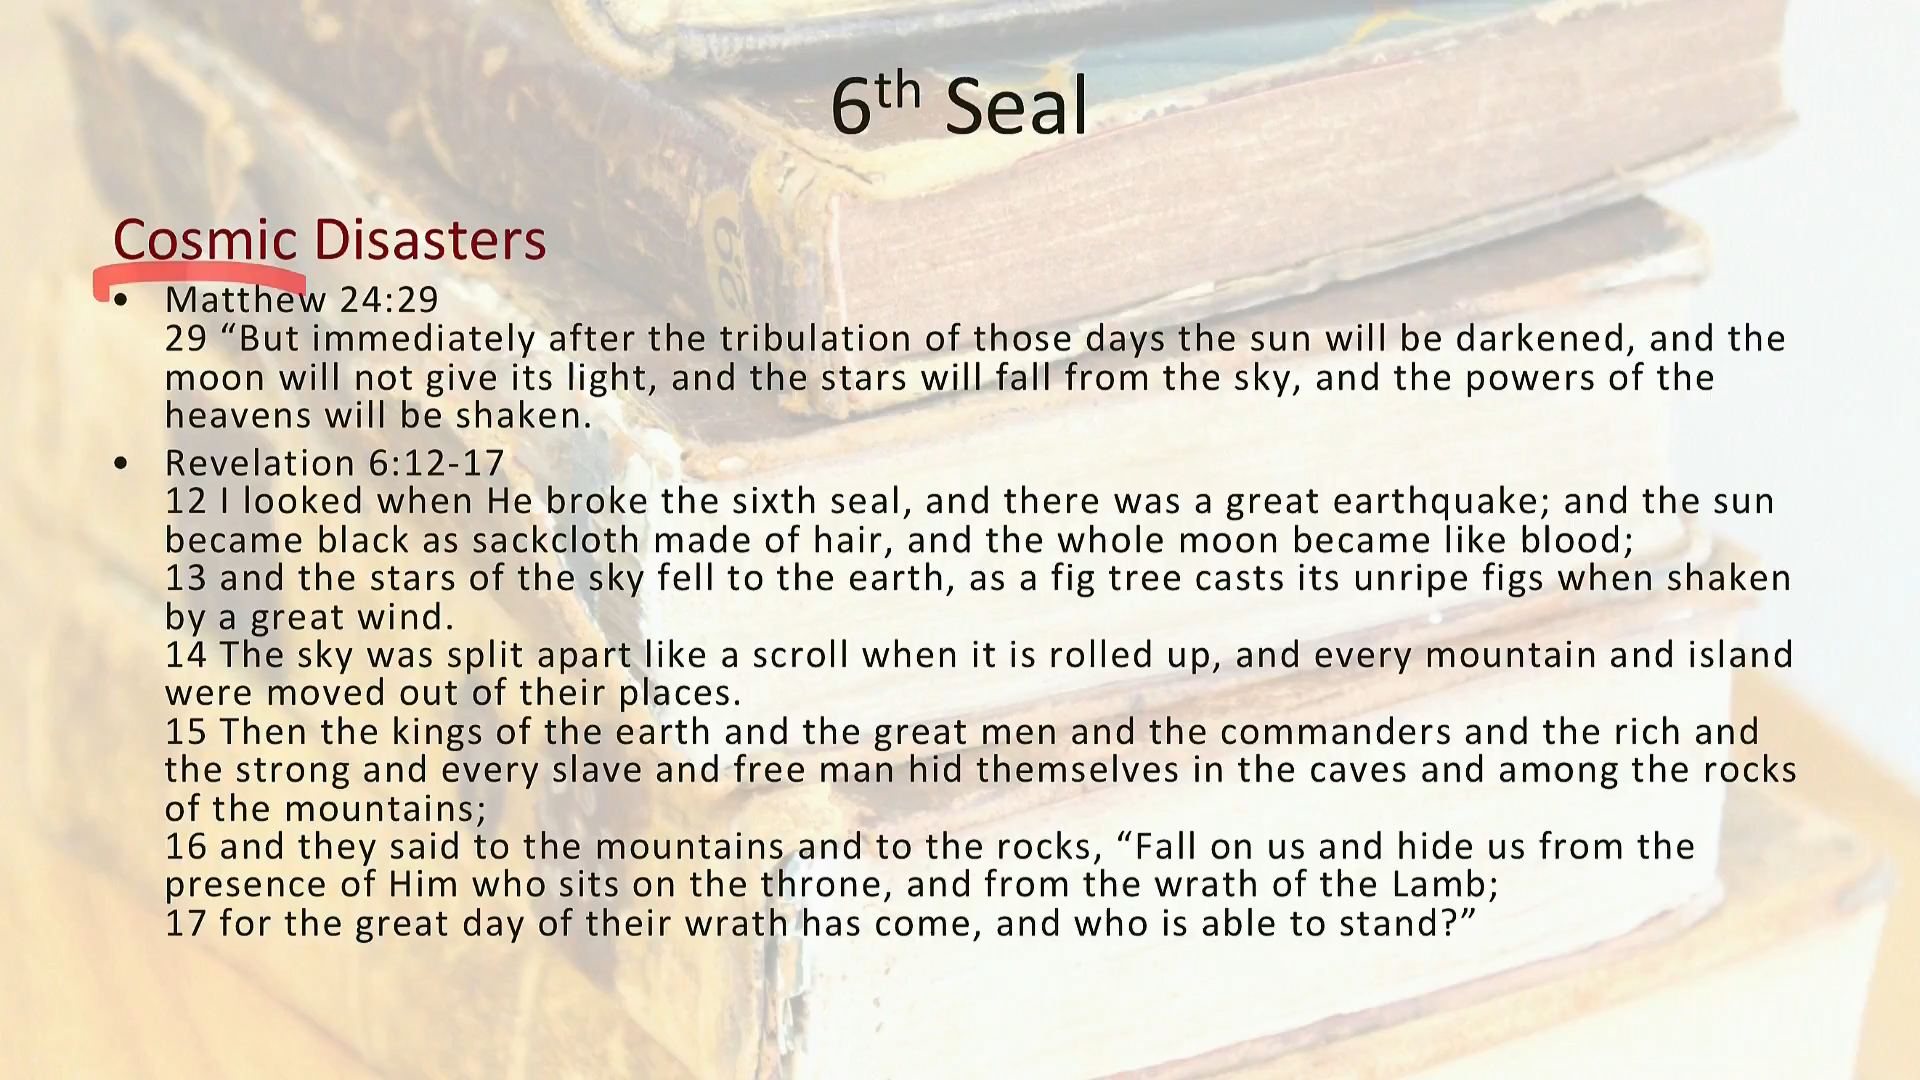 6th Seal
Cosmic Disasters
• Matthew 24:29
29 “But immediately after the tribulation of those days the sun will be darkened, and the
moon will not give its light, and the stars will fall from the sky, and the powers of the
heavens will be shaken.
• Revelation 6:12-17
12 I looked when He broke the sixth seal, and there was a great earthquake; and the sun
became black as sackcloth made of hair, and the whole moon became like blood;
13 and the stars of the sky fell to the earth, as a fig tree casts its unripe figs when shaken
by a great wind.
14 The sky was split apart like a scroll when it is rolled up, and every mountain and island
were moved out of their places.
15 Then the kings of the earth and the great men and the commanders and the rich and
the strong and every slave and free man hid themselves in the caves and among the rocks
of the mountains;
16 and they said to the mountains and to the rocks, “Fall on us and hide us from the
presence of Him who sits on the throne, and from the wrath of the Lamb;
17 for the great day of their wrath has come, and who is able to stand?”